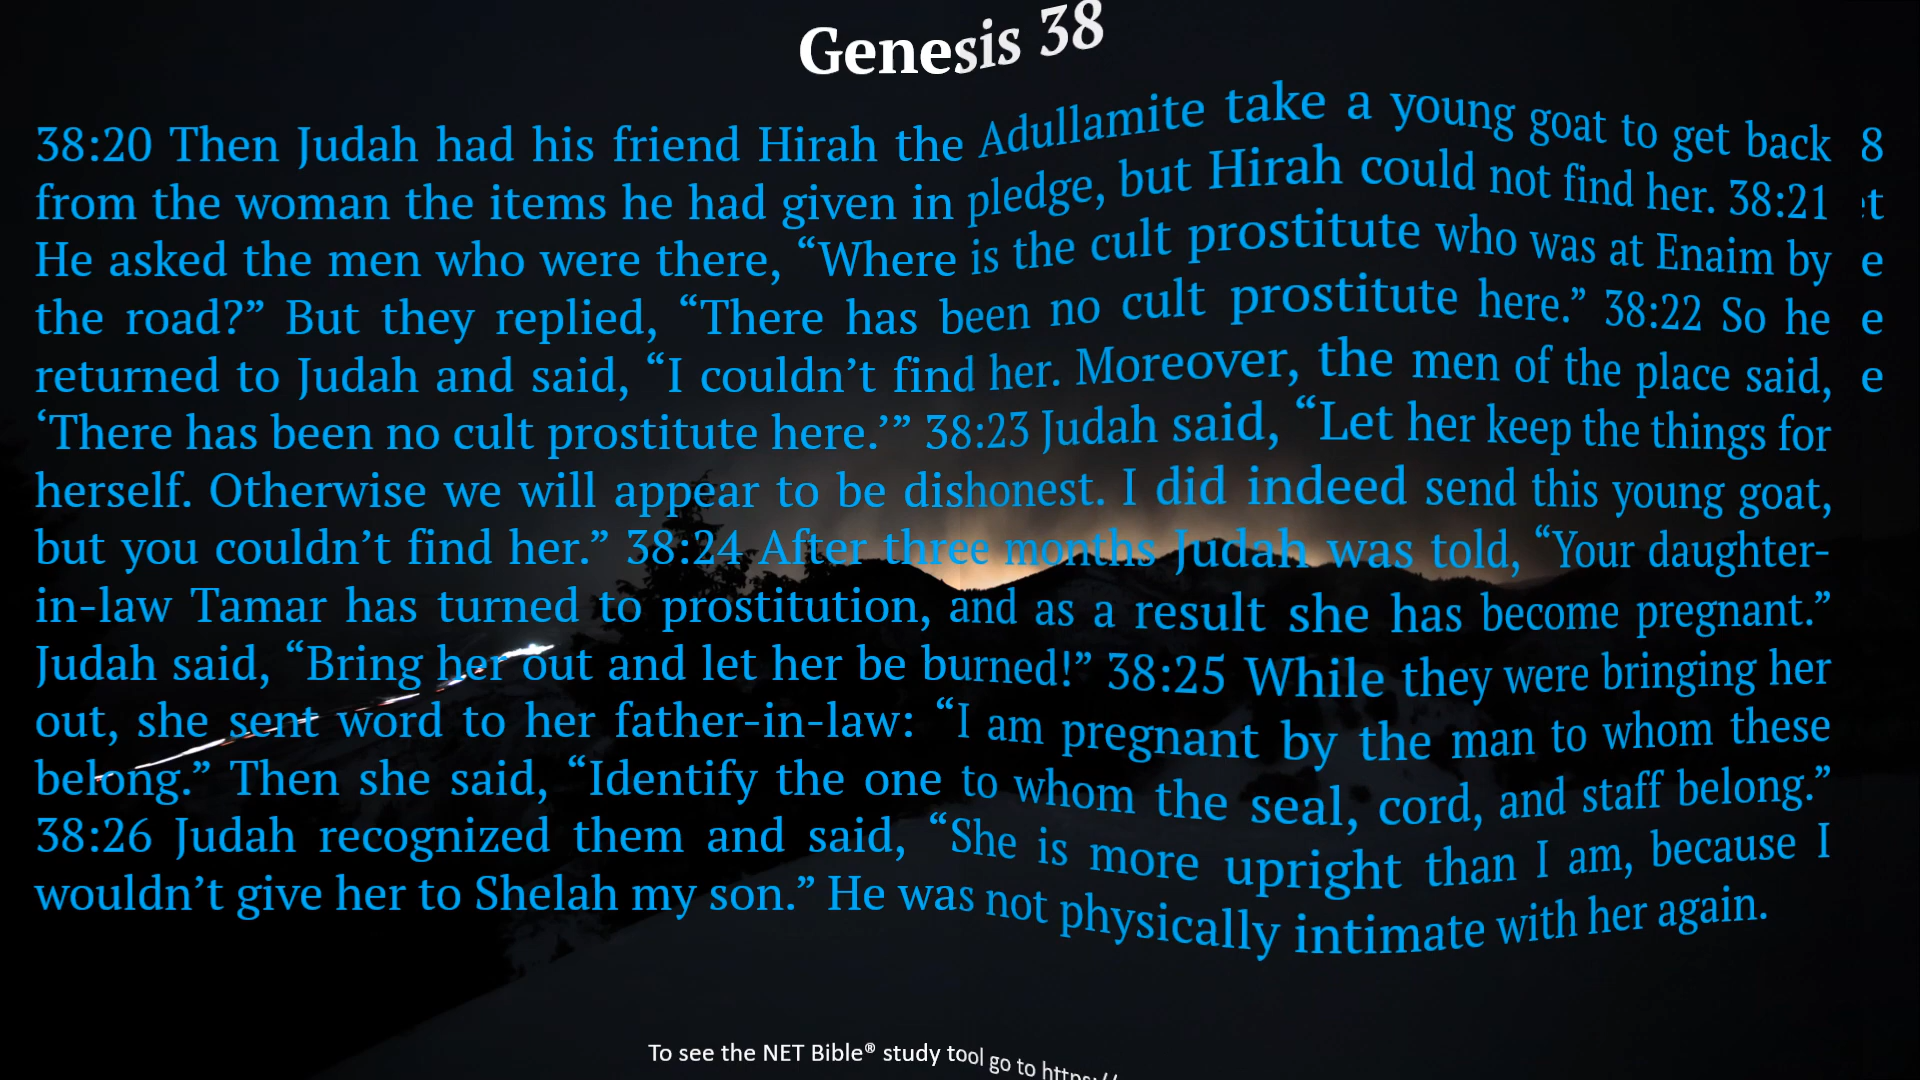 Genesis 38
38:20 Then Judah had his friend Hirah the Adullamite take a young goat to get back
from the woman the items he had given in pledge, but Hirah could not find her. 38:21
He asked the men who were there, “Where is the cult prostitute who was at Enaim by
the road?” But they replied, “There has been no cult prostitute here.” 38:22 So he
returned to Judah and said, “I couldn’t find her. Moreover, the men of the place said,
‘There has been no cult prostitute here.’” 38:23 Judah said, “Let her keep the things for
herself. Otherwise we will appear to be dishonest. I did indeed send this young goat,
but you couldn’t find her.” 38:24 After three months Judah was told, “Your daughter-
in-law Tamar has turned to prostitution, and as a result she has become pregnant.”
Judah said, “Bring her out and let her be burned!” 38:25 While they were bringing her
out, she sent word to her father-in-law: “I am pregnant by the man to whom these
belong.” Then she said, “Identify the one to whom the seal, cord, and staff belong.”
38:26 Judah recognized them and said, “She is more upright than I am, because I
wouldn’t give her to Shelah my son.” He was not physically intimate with her again.
8
t
e
e
e
To see the NET Bible® study tool go to https://